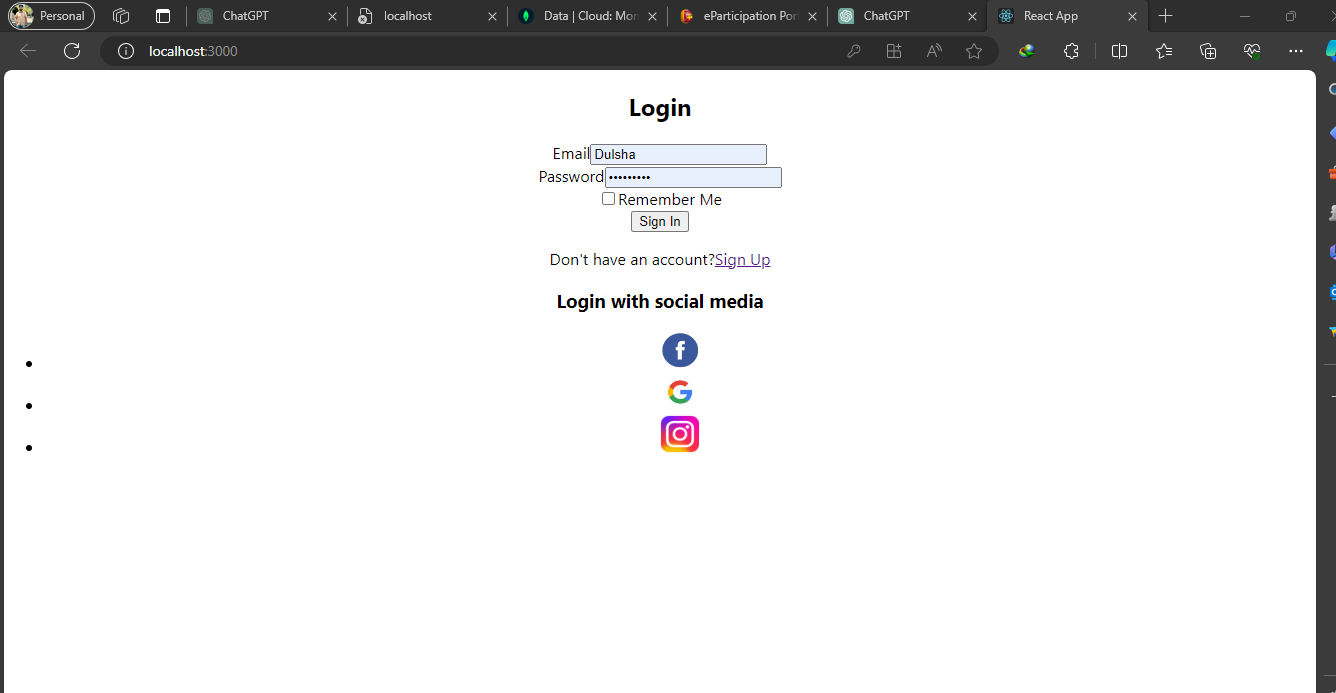 Personal
ChatGPT
localhost
Data | Cloud: Mon
eParticipation Por
ChatGPT
React App
localhost:3000
Login
Email Dulsha
Password •••••••••
Remember Me
Sign In
Don't have an account?Sign Up
Login with social media